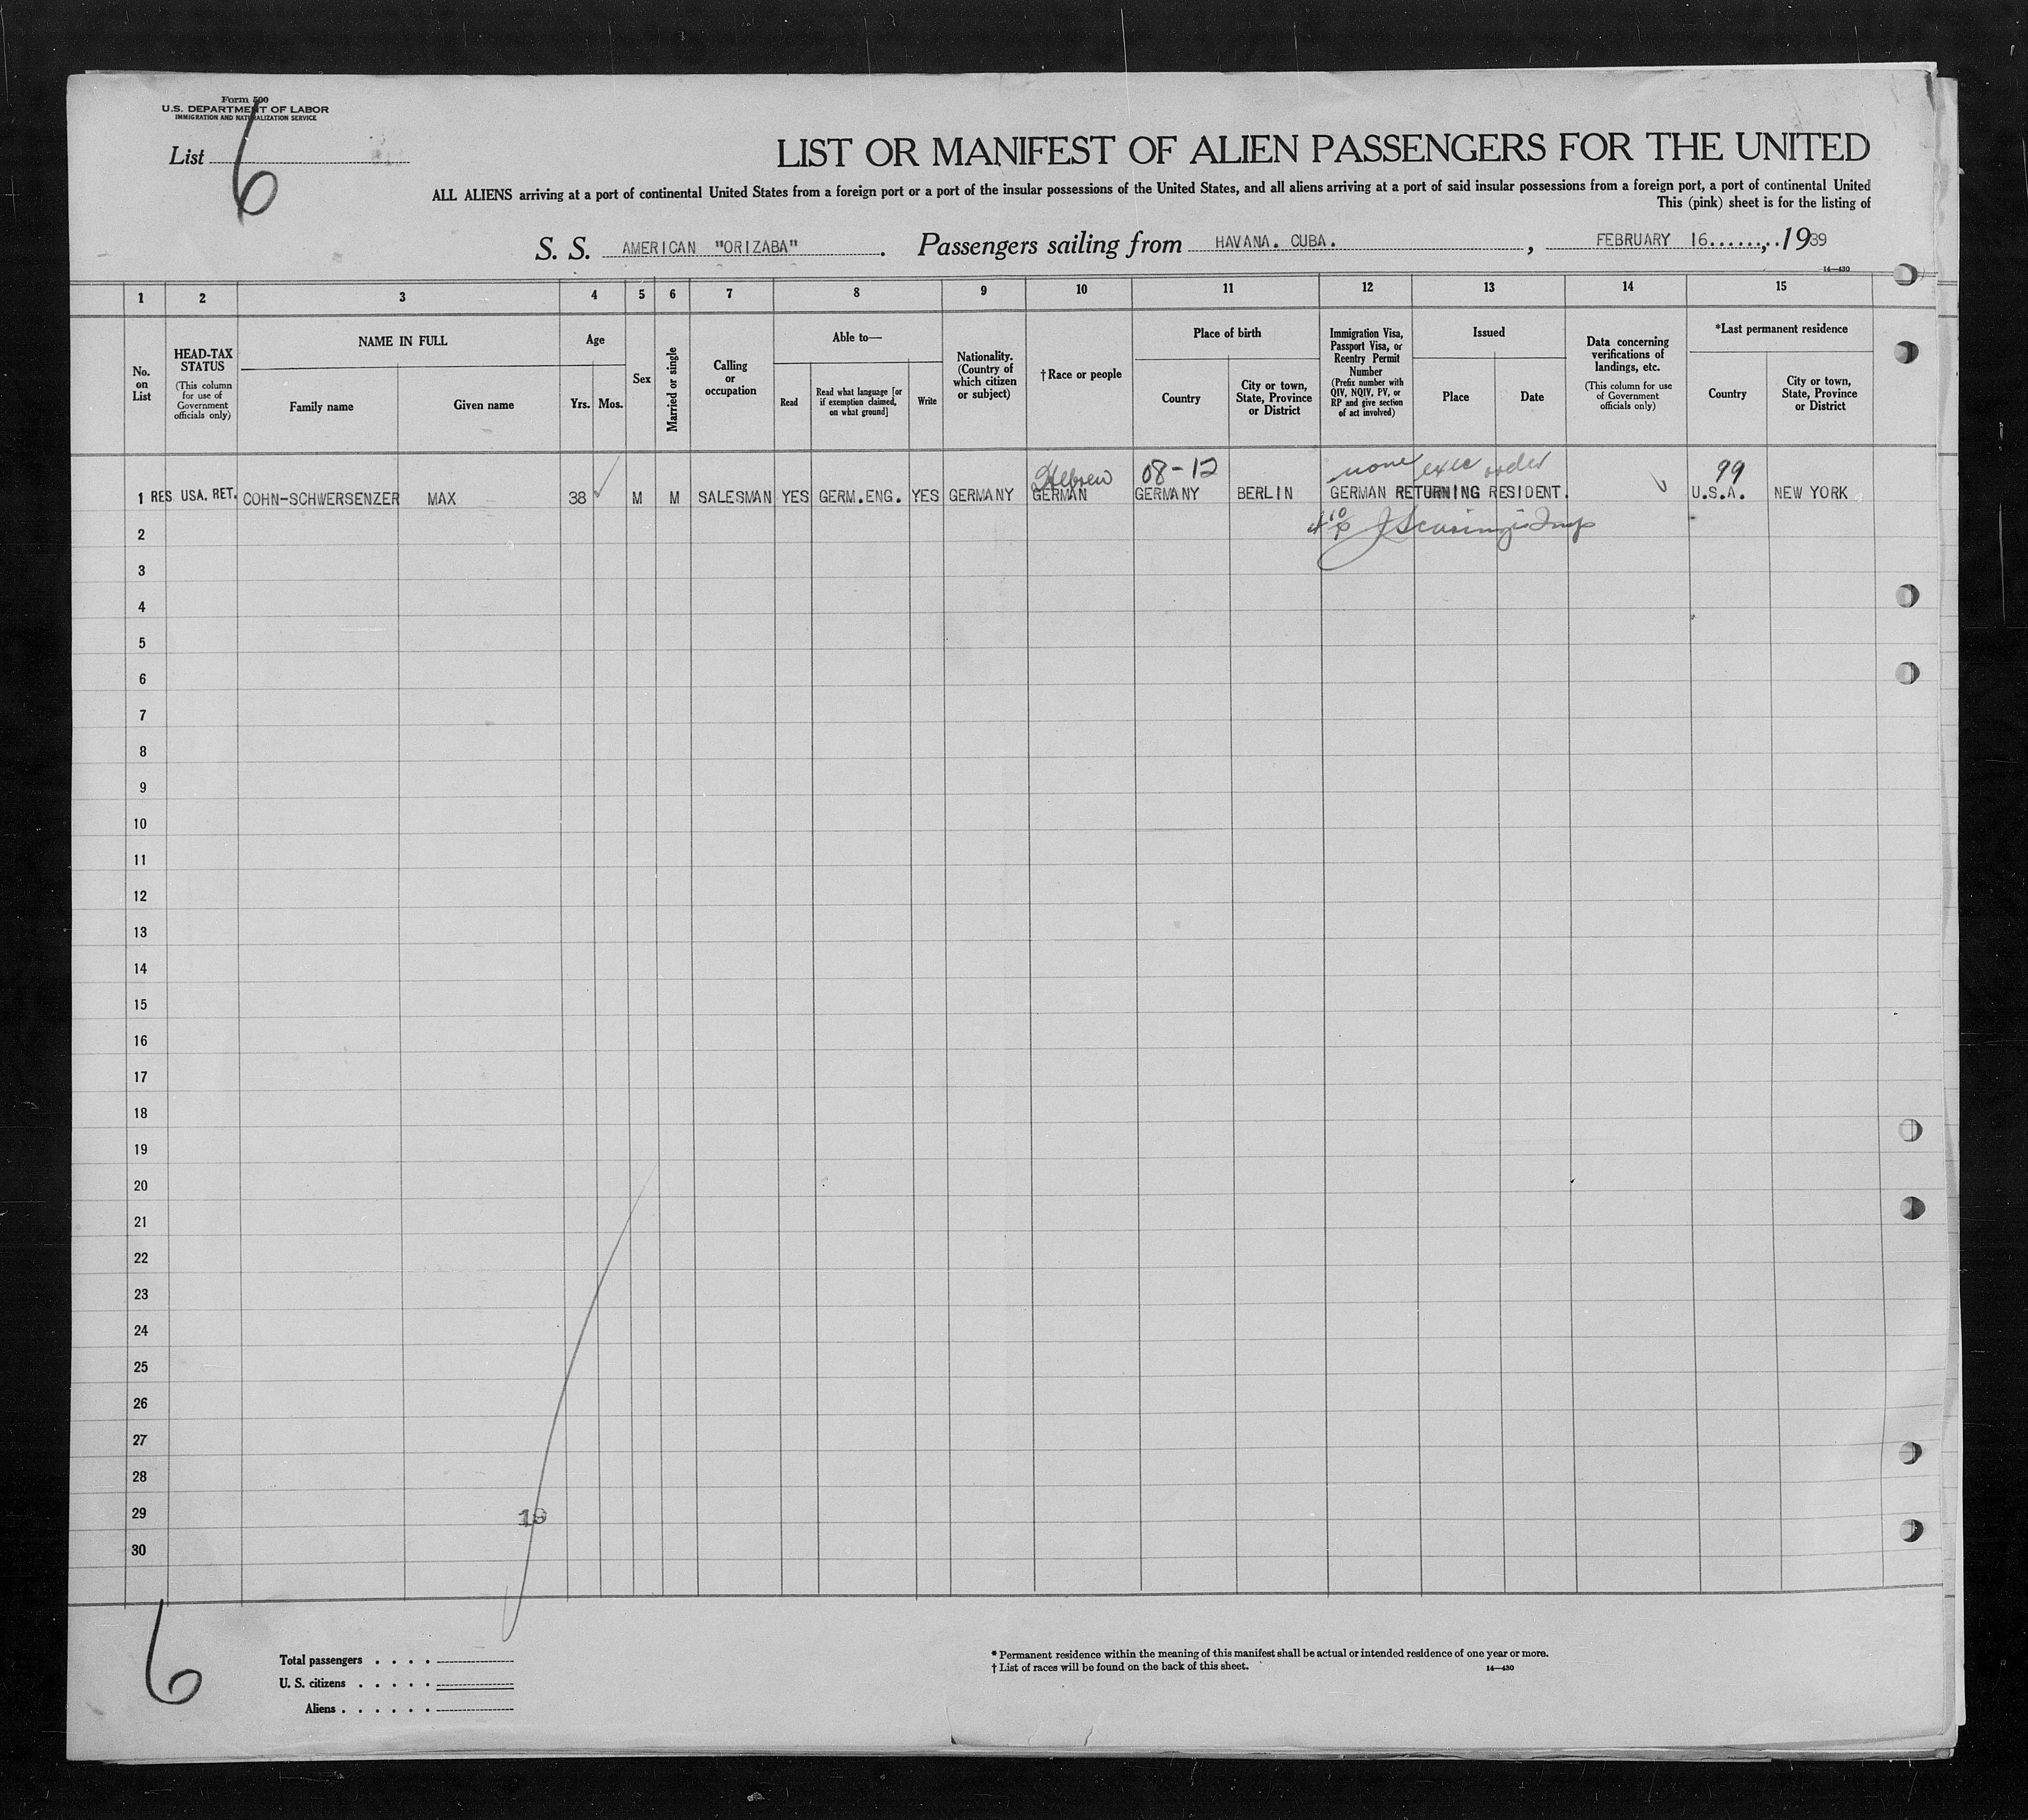 Form 500
U.S. DEPARTMENT OF LABOR
IMMIGRATION AND NATURALIZATION SERVICE
List 6
LIST OR MANIFEST OF ALIEN PASSENGERS FOR THE UNITED
ALL ALIENS arriving at a port of continental United States from a foreign port or a port of the insular possessions of the United States, and all aliens arriving at a port of said insular possessions from a foreign port, a port of continental United
This (pink) sheet is for the listing of
S. S. AMERICAN "ORIZABA". Passengers sailing from HAVANA. CUBA. , FEBRUARY 16......, ..1939
14—430
1 2 3 4 5 6 7 8 9 10 11 12 13 14 15
No. on List
HEAD-TAX STATUS
(This column for use of Government officials only)
NAME IN FULL
Family name
Given name
Age
Yrs. Mos.
Sex
Married or single
Calling or occupation
Able to—
Read
Read what language [or if exemption claimed, on what ground]
Write
Nationality. (Country of which citizen or subject)
†Race or people
Place of birth
Country
City or town, State, Province or District
Immigration Visa, Passport Visa, or Reentry Permit Number
(Prefix number with QIV, NQIV, PV, or RP and give section of act involved)
Issued
Place
Date
Data concerning verifications of landings, etc.
(This column for use of Government officials only)
*Last permanent residence
Country
City or town, State, Province or District
Hebrew 08-12 none exec order 99
1 RES USA. RET. COHN-SCHWERSENZER MAX 38 M M SALESMAN YES GERM.ENG. YES GERMANY GERMAN GERMANY BERLIN GERMAN RETURNING RESIDENT. U.S.A. NEW YORK
2
3
4
5
6
7
8
9
10
11
12
13
14
15
16
17
18
19
20
21
22
23
24
25
26
27
28
29
30
6
Total passengers . . . .
U. S. citizens . . . . .
Aliens . . . . . .
* Permanent residence within the meaning of this manifest shall be actual or intended residence of one year or more.
† List of races will be found on the back of this sheet.
14—430